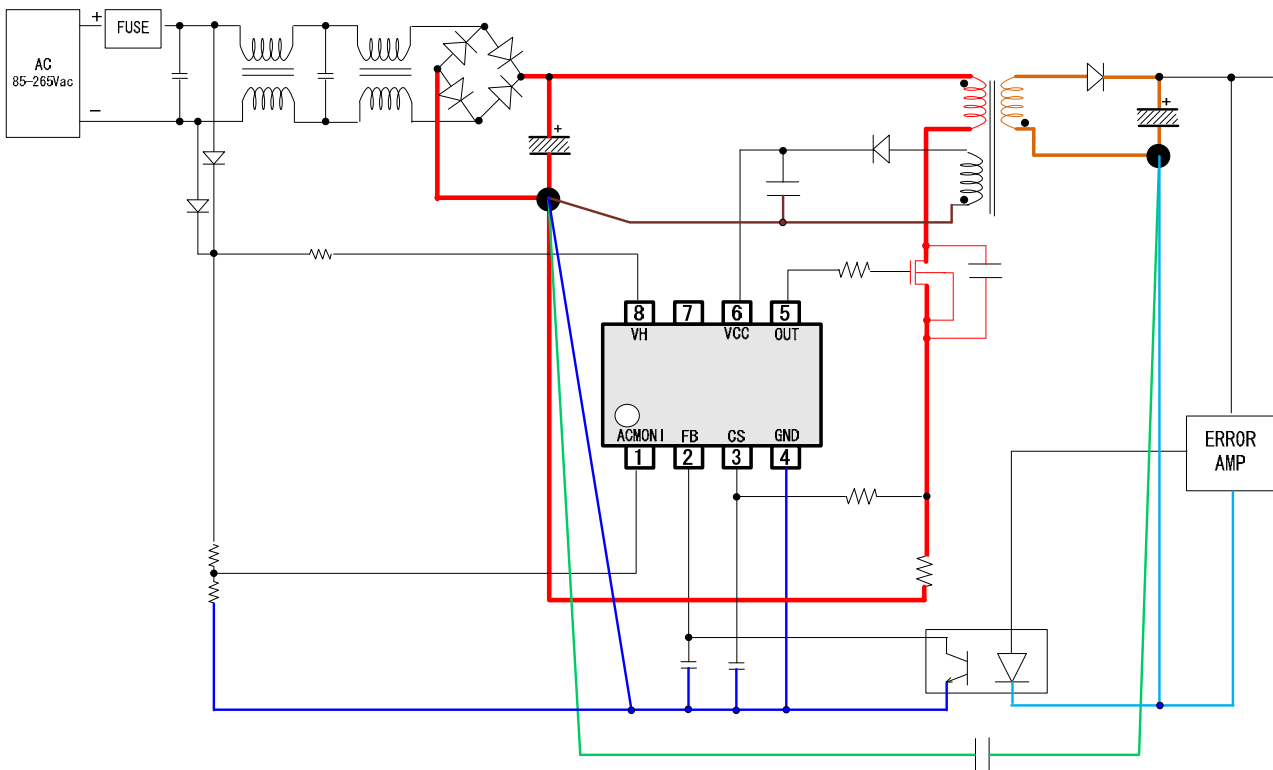 +
FUSE
AC
85-265Vac
−
+
+
8
7
6
5
VH
VCC
OUT
ACMONI
FB
CS
GND
1
2
3
4
ERROR
AMP